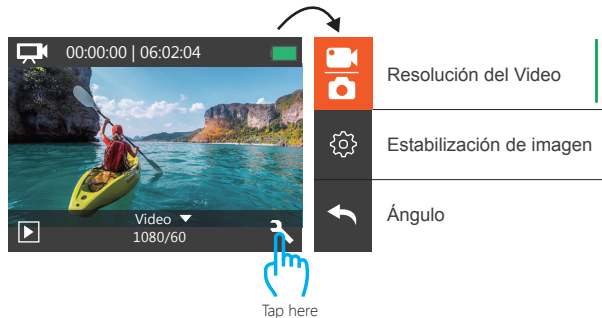 00:00:00 | 06:02:04
Video
1080/60
Tap here
Resolución del Video
Estabilización de imagen
Ángulo